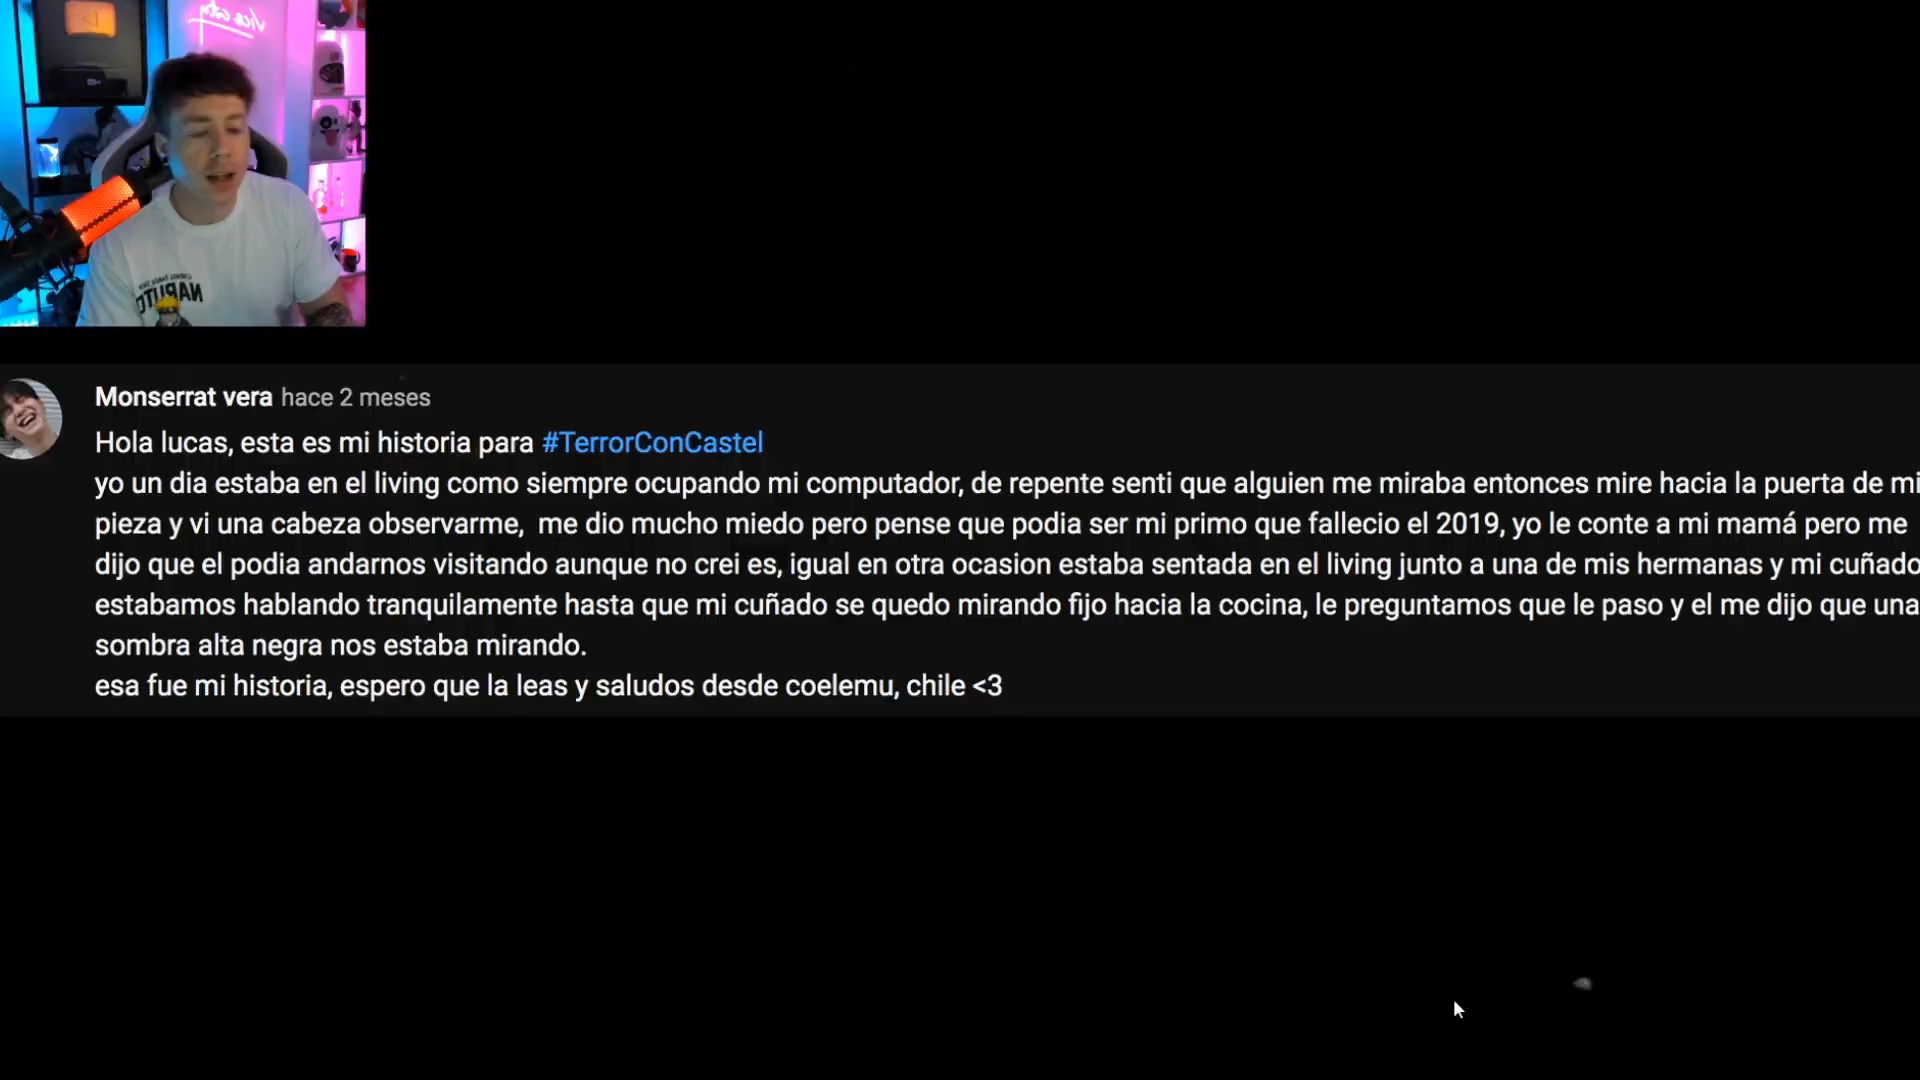 Vice city
NARUTO
Monserrat vera hace 2 meses
Hola lucas, esta es mi historia para #TerrorConCastel
yo un dia estaba en el living como siempre ocupando mi computador, de repente senti que alguien me miraba entonces mire hacia la puerta de mi
pieza y vi una cabeza observarme, me dio mucho miedo pero pense que podia ser mi primo que fallecio el 2019, yo le conte a mi mamá pero me
dijo que el podia andarnos visitando aunque no crei es, igual en otra ocasion estaba sentada en el living junto a una de mis hermanas y mi cuñado
estabamos hablando tranquilamente hasta que mi cuñado se quedo mirando fijo hacia la cocina, le preguntamos que le paso y el me dijo que una
sombra alta negra nos estaba mirando.
esa fue mi historia, espero que la leas y saludos desde coelemu, chile <3